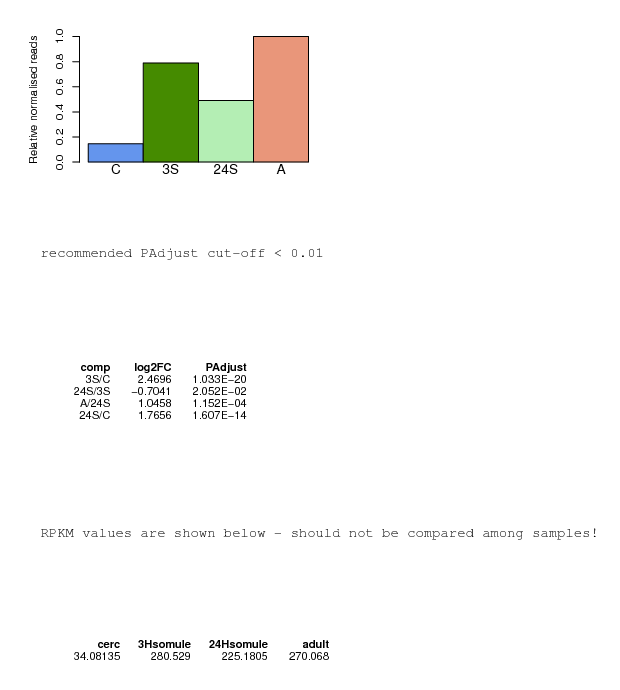 Relative normalised reads
1.0
0.8
0.6
0.4
0.2
0.0
C 3S 24S A
recommended PAdjust cut-off < 0.01
comp log2FC PAdjust
3S/C 2.4696 1.033E−20
24S/3S −0.7041 2.052E−02
A/24S 1.0458 1.152E−04
24S/C 1.7656 1.607E−14
RPKM values are shown below - should not be compared among samples!
cerc 3Hsomule 24Hsomule adult
34.08135 280.529 225.1805 270.068